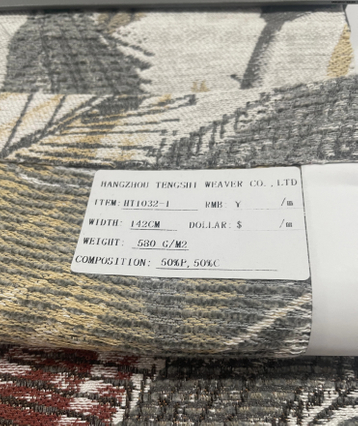 HANGZHOU TENGSHI WEAVER CO.,LTD
ITEM: HT1032-1 RMB: Y /m
WIDTH: 142CM DOLLAR: $ /m
WEIGHT: 580 G/M2
COMPOSITION: 50%P,50%C